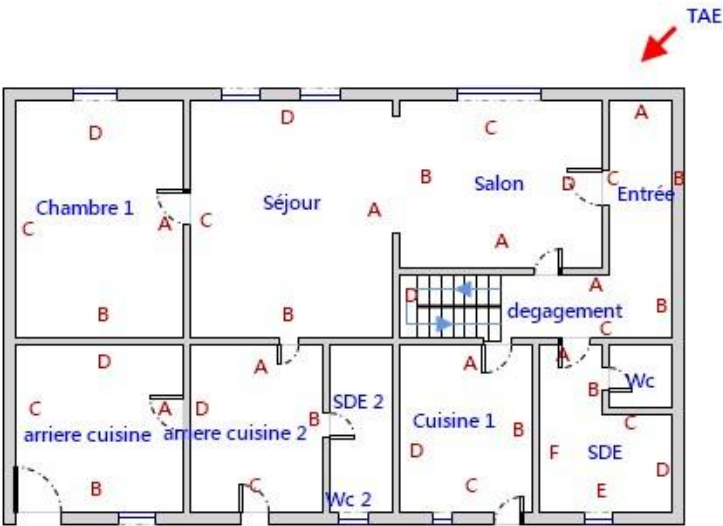 TAE
A
D
D
C
B
C
D
B
Salon
Entrée
Chambre 1
Séjour
C
A
C
A
A
D
A
B
B
B
degagement
C
D
A
A
A
B
Wc
C
A
D
SDE 2
B
Cuisine 1
C
arriere cuisine
arriere cuisine 2
B
D
F
SDE
D
B
C
C
E
Wc 2